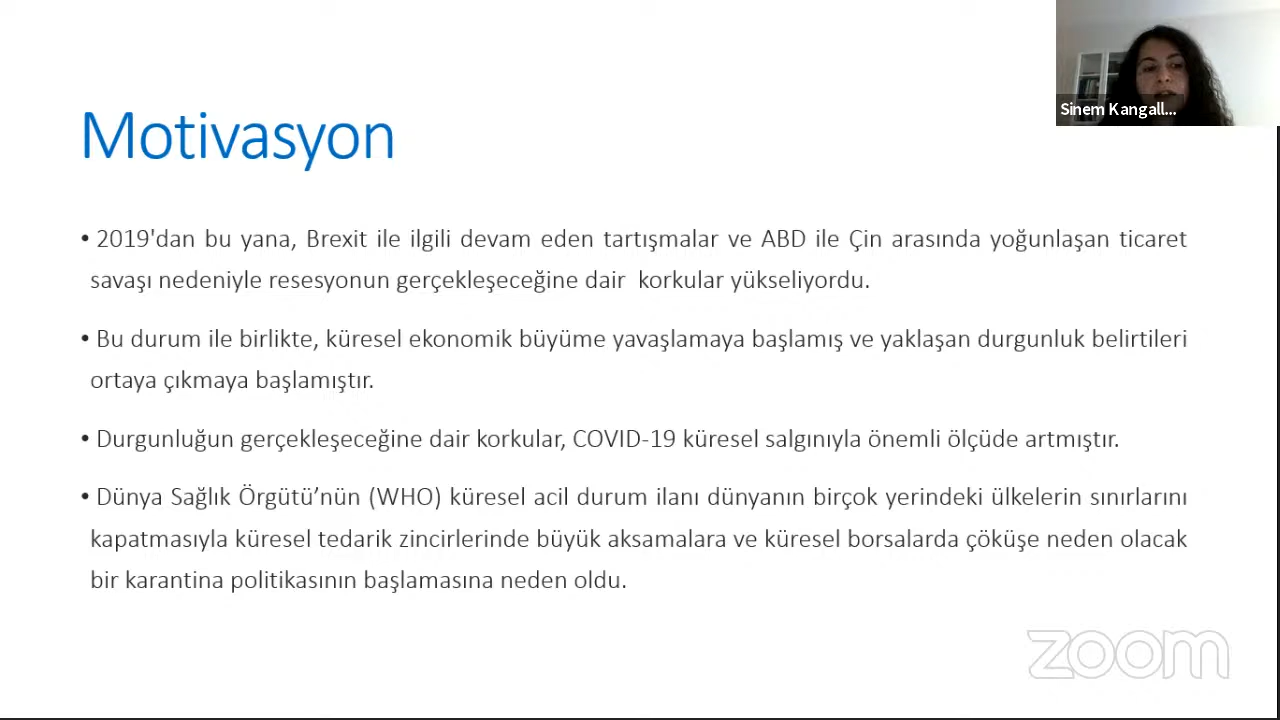 Sinem Kangall...
Motivasyon
• 2019'dan bu yana, Brexit ile ilgili devam eden tartışmalar ve ABD ile Çin arasında yoğunlaşan ticaret
savaşı nedeniyle resesyonun gerçekleşeceğine dair korkular yükseliyordu.
• Bu durum ile birlikte, küresel ekonomik büyüme yavaşlamaya başlamış ve yaklaşan durgunluk belirtileri
ortaya çıkmaya başlamıştır.
• Durgunluğun gerçekleşeceğine dair korkular, COVID-19 küresel salgınıyla önemli ölçüde artmıştır.
• Dünya Sağlık Örgütü’nün (WHO) küresel acil durum ilanı dünyanın birçok yerindeki ülkelerin sınırlarını
kapatmasıyla küresel tedarik zincirlerinde büyük aksamalara ve küresel borsalarda çöküşe neden olacak
bir karantina politikasının başlamasına neden oldu.
zoom